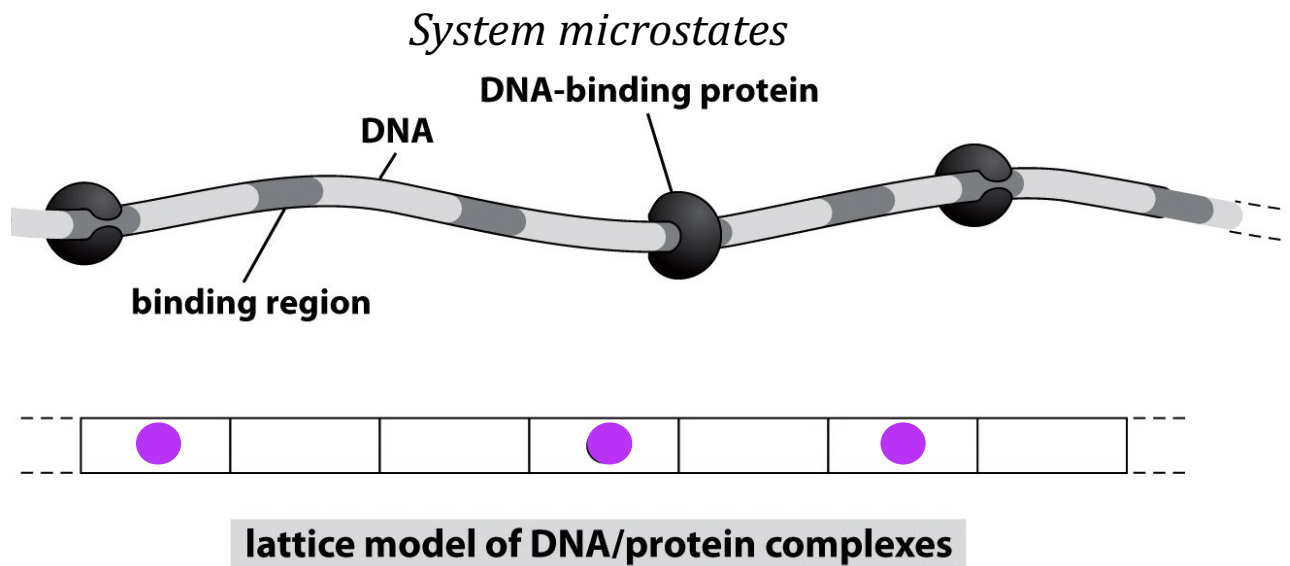 System microstates
DNA-binding protein
DNA
binding region
lattice model of DNA/protein complexes